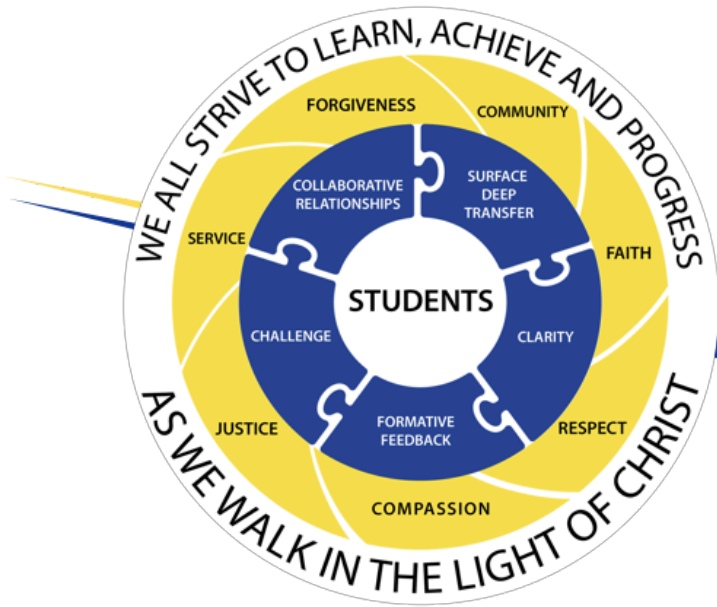 WE ALL STRIVE TO LEARN, ACHIEVE AND PROGRESS
AS WE WALK IN THE LIGHT OF CHRIST
FORGIVENESS
COMMUNITY
FAITH
RESPECT
COMPASSION
JUSTICE
SERVICE
COLLABORATIVE
RELATIONSHIPS
SURFACE
DEEP
TRANSFER
CLARITY
FORMATIVE
FEEDBACK
CHALLENGE
STUDENTS